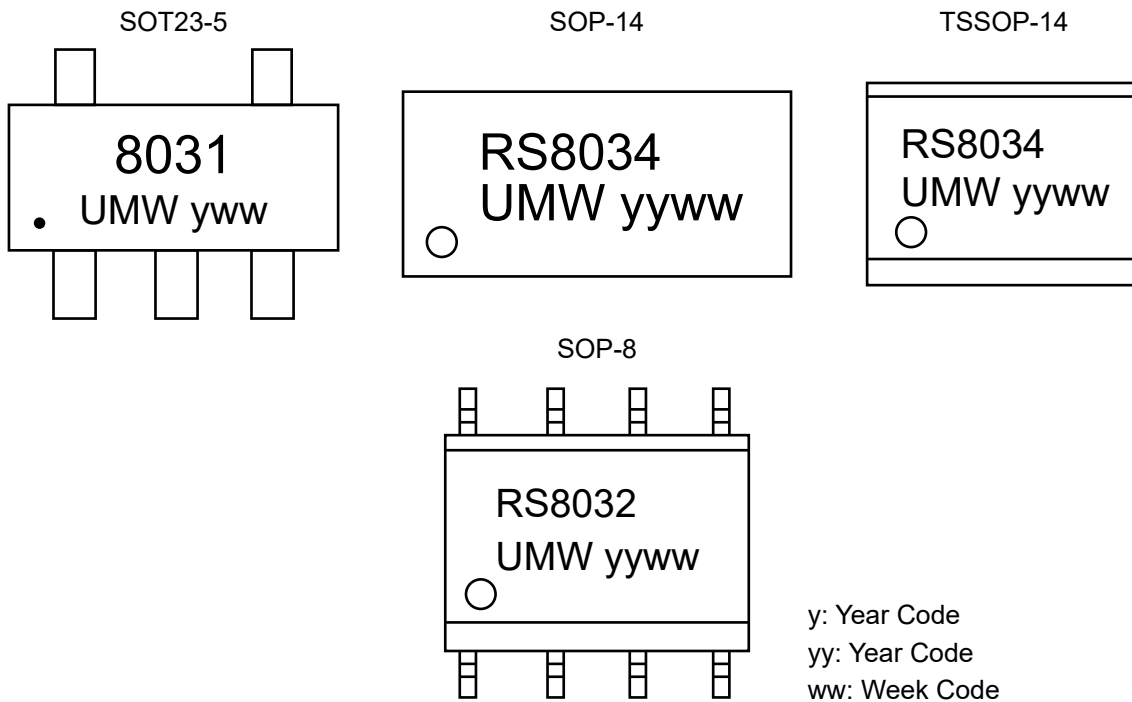 SOT23-5
8031
UMW yww
SOP-14
RS8034
UMW yyww
TSSOP-14
RS8034
UMW yyww
SOP-8
RS8032
UMW yyww
y: Year Code
yy: Year Code
ww: Week Code